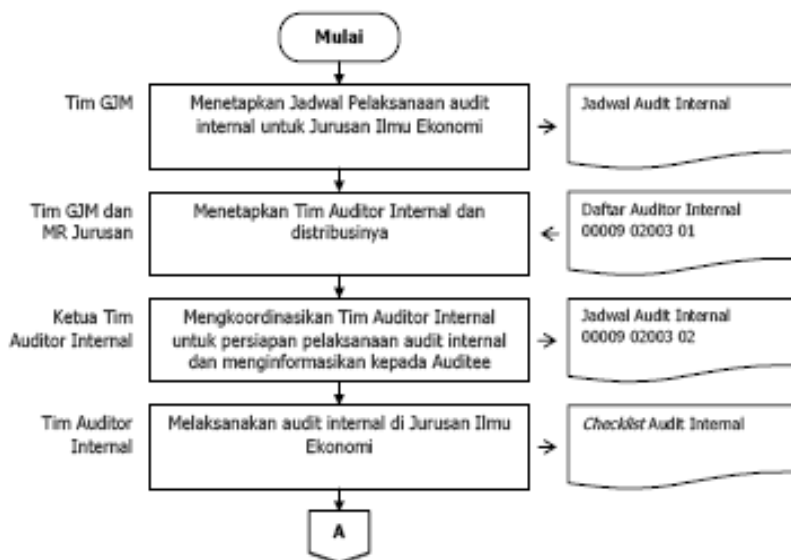 Mulai
Tim GJM
Menetapkan Jadwal Pelaksanaan audit
internal untuk Jurusan Ilmu Ekonomi
Jadwal Audit Internal
Tim GJM dan
MR Jurusan
Menetapkan Tim Auditor Internal dan
distribusinya
Daftar Auditor Internal
00009 02003 01
Ketua Tim
Auditor Internal
Mengkoordinasikan Tim Auditor Internal
untuk persiapan pelaksanaan audit internal
dan menginformasikan kepada Auditee
Jadwal Audit Internal
00009 02003 02
Tim Auditor
Internal
Melaksanakan audit internal di Jurusan Ilmu
Ekonomi
Checklist Audit Internal
A